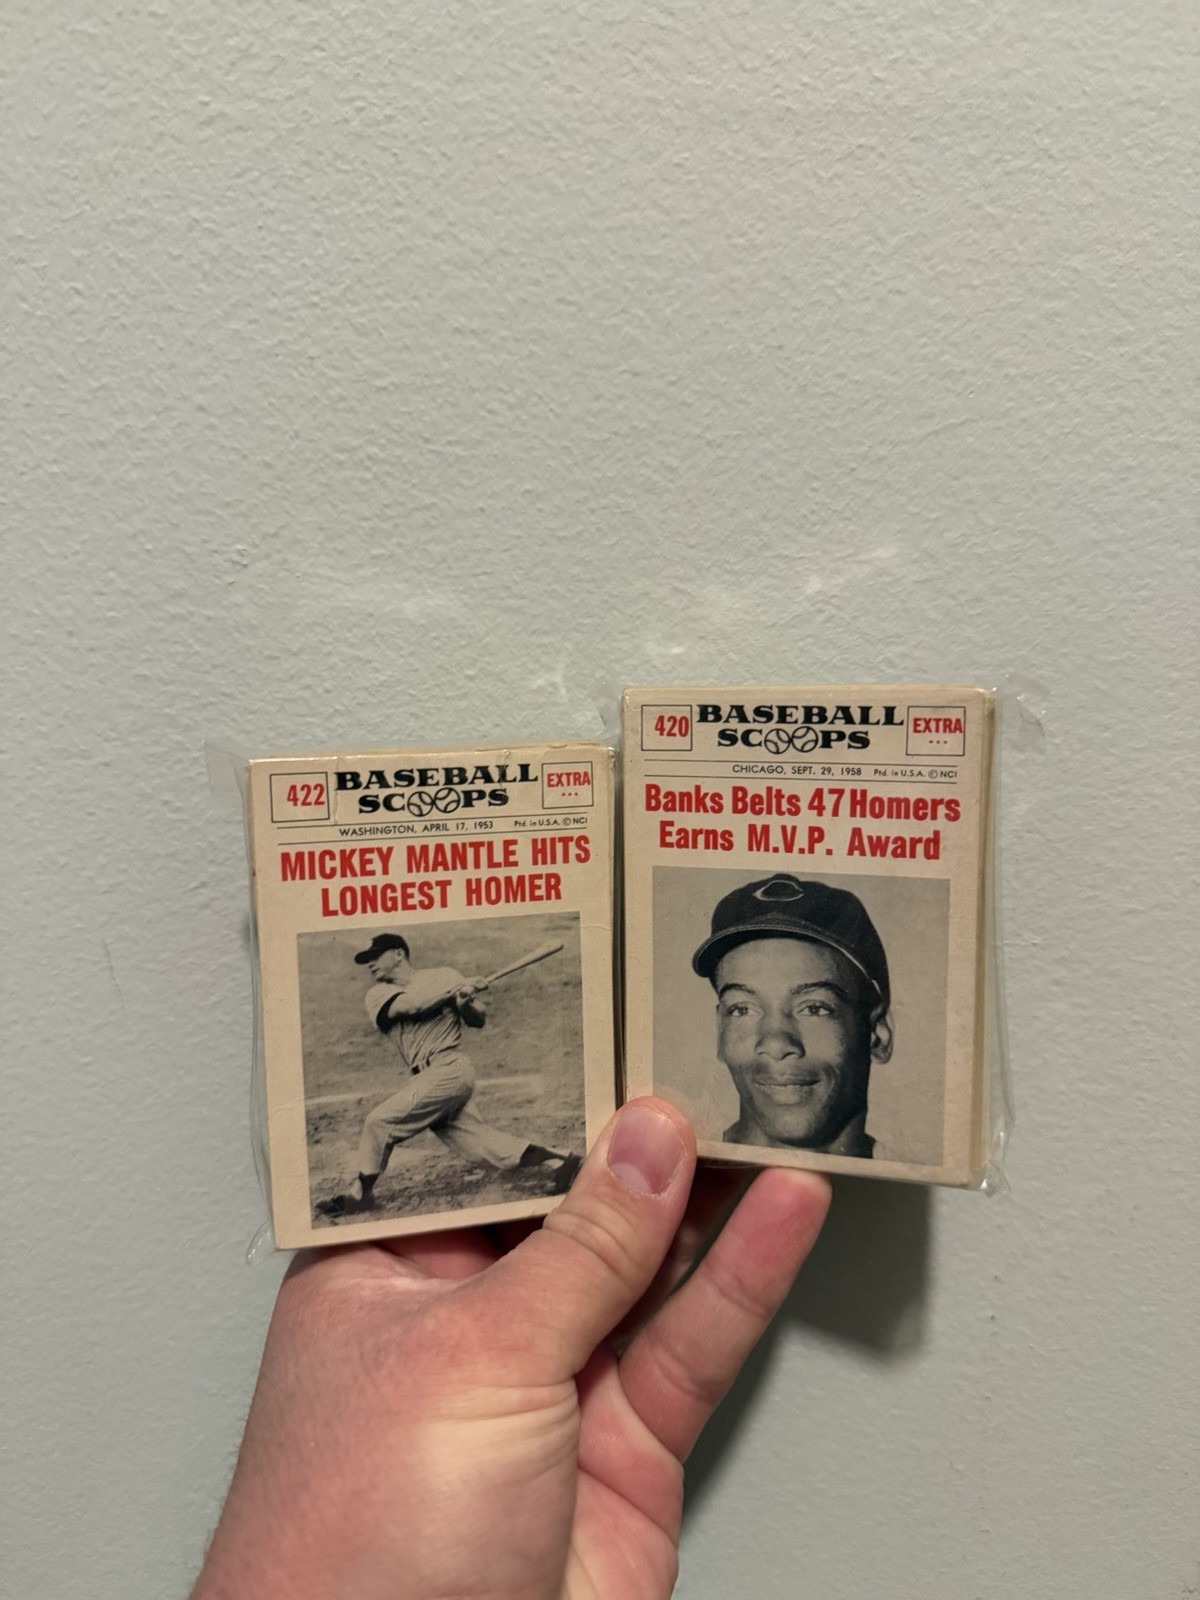 422
BASEBALL
SCOOPS
EXTRA
...
WASHINGTON, APRIL 17, 1953 Ptd. in U.S.A. © NCI
MICKEY MANTLE HITS
LONGEST HOMER
420
BASEBALL
SCOOPS
EXTRA
...
CHICAGO, SEPT. 29, 1958 Ptd. in U.S.A. © NCI
Banks Belts 47 Homers
Earns M.V.P. Award
C